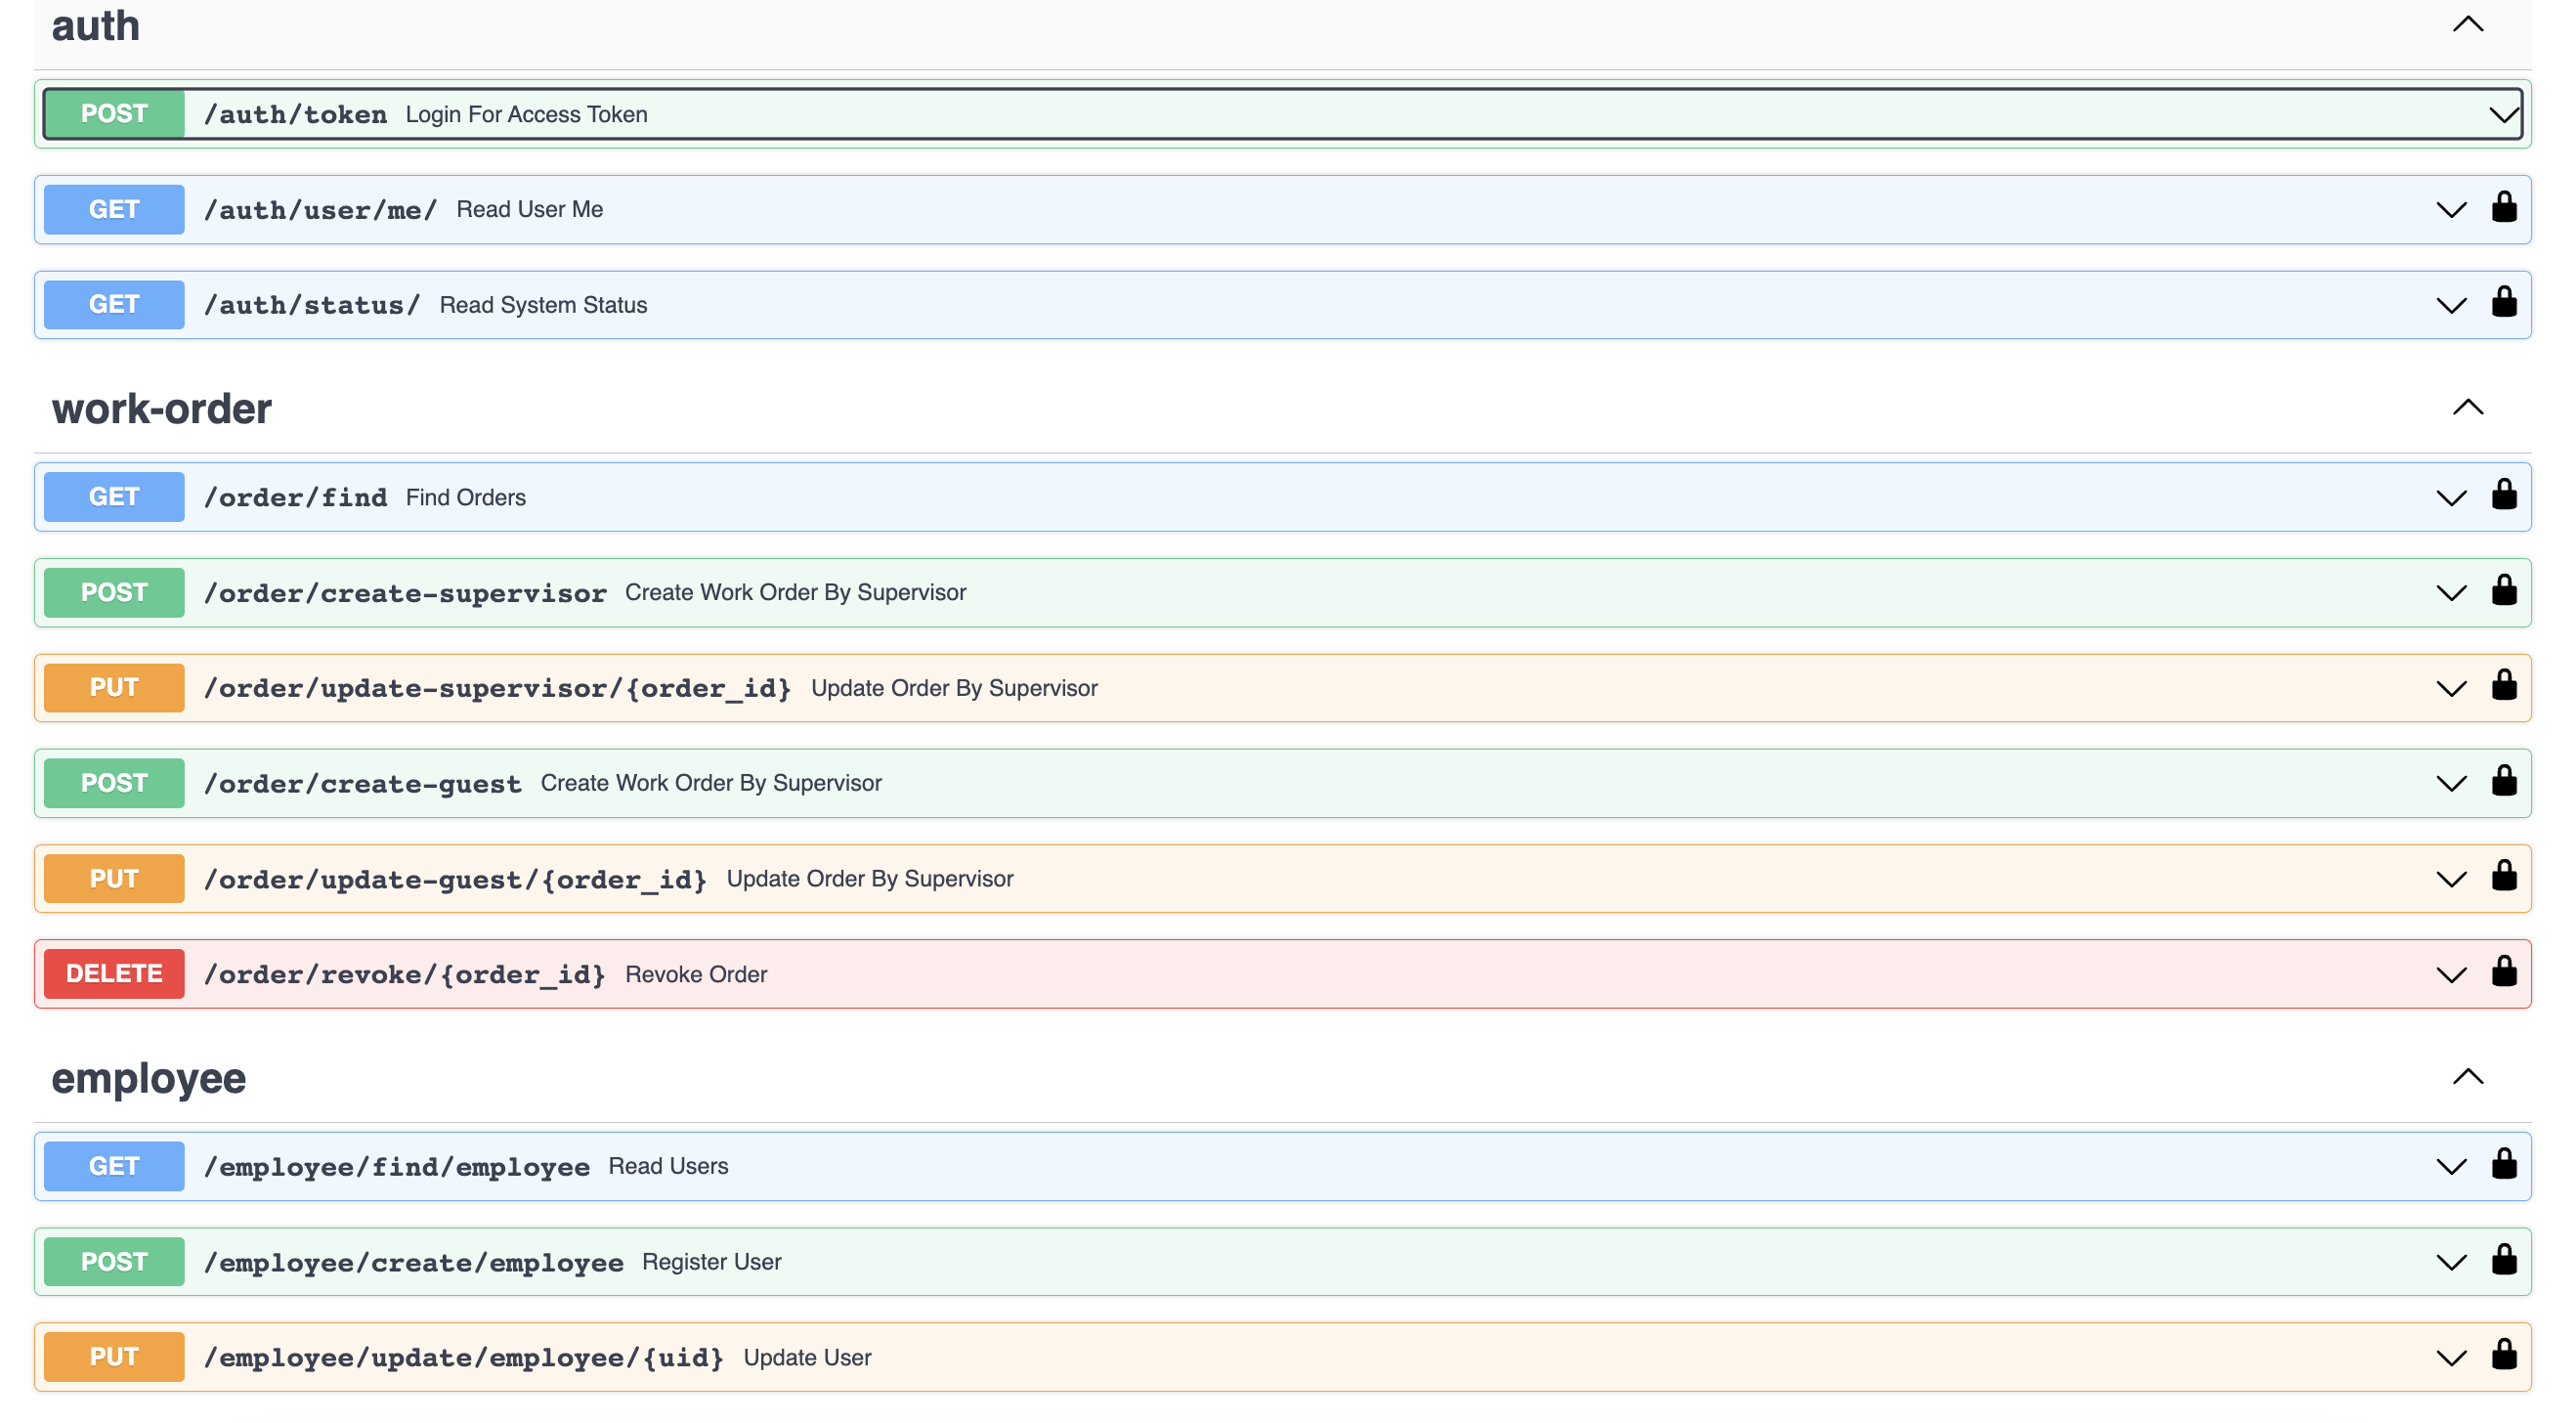 auth
POST /auth/token Login For Access Token
GET /auth/user/me/ Read User Me
GET /auth/status/ Read System Status
work-order
GET /order/find Find Orders
POST /order/create-supervisor Create Work Order By Supervisor
PUT /order/update-supervisor/{order_id} Update Order By Supervisor
POST /order/create-guest Create Work Order By Supervisor
PUT /order/update-guest/{order_id} Update Order By Supervisor
DELETE /order/revoke/{order_id} Revoke Order
employee
GET /employee/find/employee Read Users
POST /employee/create/employee Register User
PUT /employee/update/employee/{uid} Update User